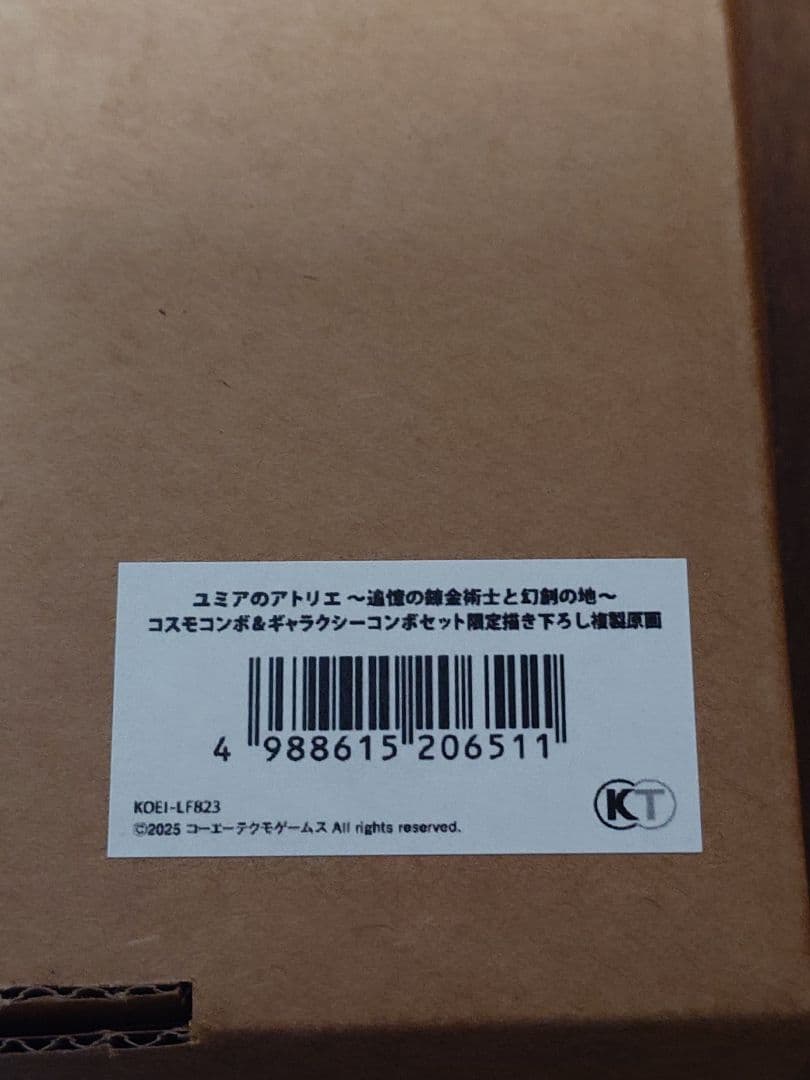 ユミアのアトリエ ～追憶の錬金術士と幻創の地～
コスモコンボ&ギャラクシーコンボセット限定描き下ろし複製原画
4 988615 206511
KOEI-LF823
©2025 コーエーテクモゲームス All rights reserved.
KT